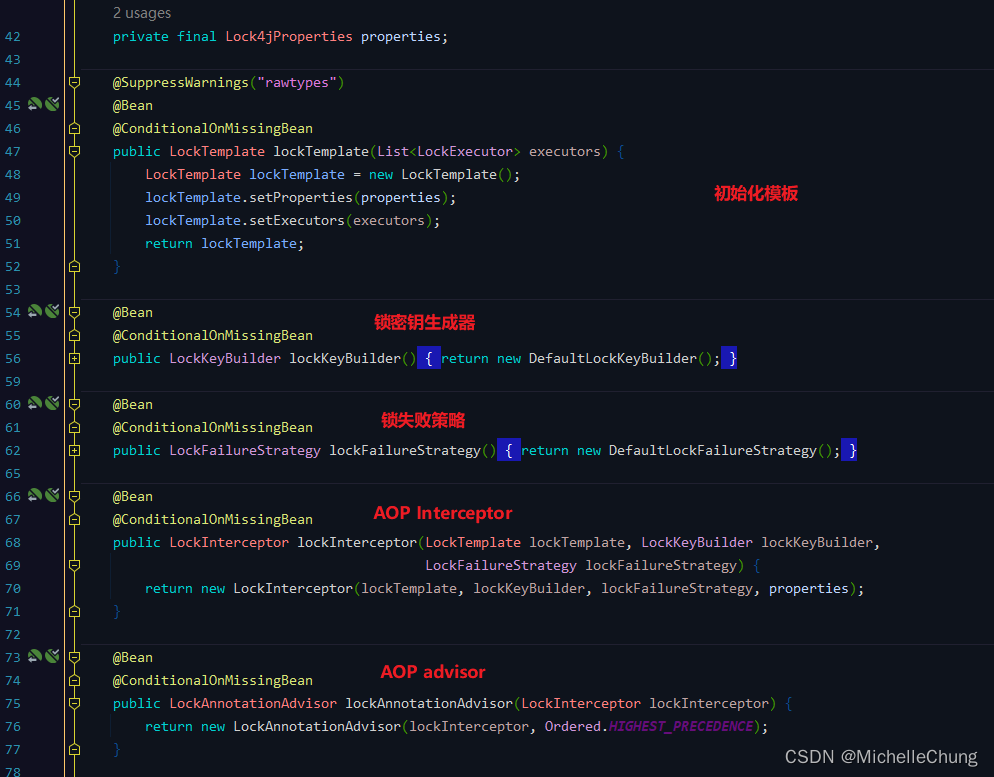 2 usages
42 private final Lock4jProperties properties;
43
44 @SuppressWarnings("rawtypes")
45 @Bean
46 @ConditionalOnMissingBean
47 public LockTemplate lockTemplate(List<LockExecutor> executors) {
48 LockTemplate lockTemplate = new LockTemplate();
49 lockTemplate.setProperties(properties); 初始化模板
50 lockTemplate.setExecutors(executors);
51 return lockTemplate;
52 }
53
54 @Bean
锁密钥生成器
55 @ConditionalOnMissingBean
56 public LockKeyBuilder lockKeyBuilder() { return new DefaultLockKeyBuilder(); }
59
60 @Bean
锁失败策略
61 @ConditionalOnMissingBean
62 public LockFailureStrategy lockFailureStrategy() { return new DefaultLockFailureStrategy(); }
65
66 @Bean
AOP Interceptor
67 @ConditionalOnMissingBean
68 public LockInterceptor lockInterceptor(LockTemplate lockTemplate, LockKeyBuilder lockKeyBuilder,
69 LockFailureStrategy lockFailureStrategy) {
70 return new LockInterceptor(lockTemplate, lockKeyBuilder, lockFailureStrategy, properties);
71 }
72
73 @Bean
AOP advisor
74 @ConditionalOnMissingBean
75 public LockAnnotationAdvisor lockAnnotationAdvisor(LockInterceptor lockInterceptor) {
76 return new LockAnnotationAdvisor(lockInterceptor, Ordered.HIGHEST_PRECEDENCE);
77 }
78
CSDN @MichelleChung